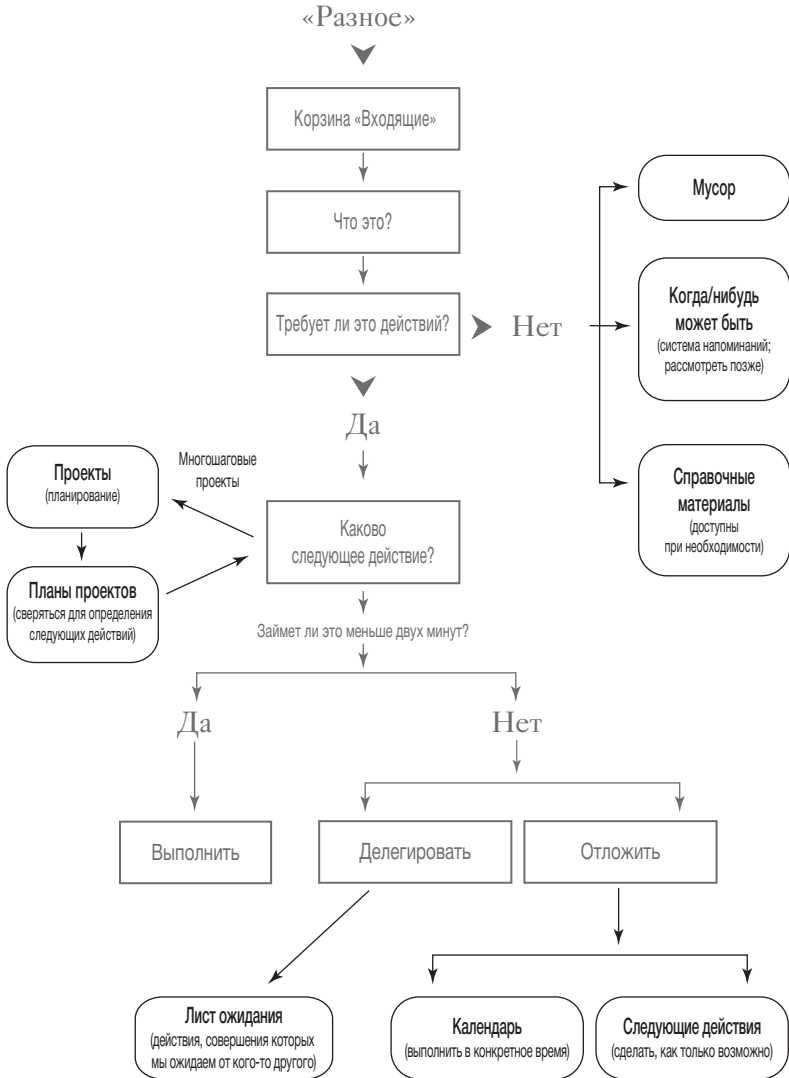 «Разное»
Корзина «Входящие»
Что это?
Требует ли это действий?
Нет
Мусор
Когда/нибудь
может быть
(система напоминаний;
рассмотреть позже)
Справочные
материалы
(доступны
при необходимости)
Да
Многошаговые
проекты
Проекты
(планирование)
Планы проектов
(сверяться для определения
следующих действий)
Каково
следующее действие?
Займет ли это меньше двух минут?
Да
Нет
Выполнить
Делегировать
Отложить
Лист ожидания
(действия, совершения которых
мы ожидаем от кого-то другого)
Календарь
(выполнить в конкретное время)
Следующие действия
(сделать, как только возможно)